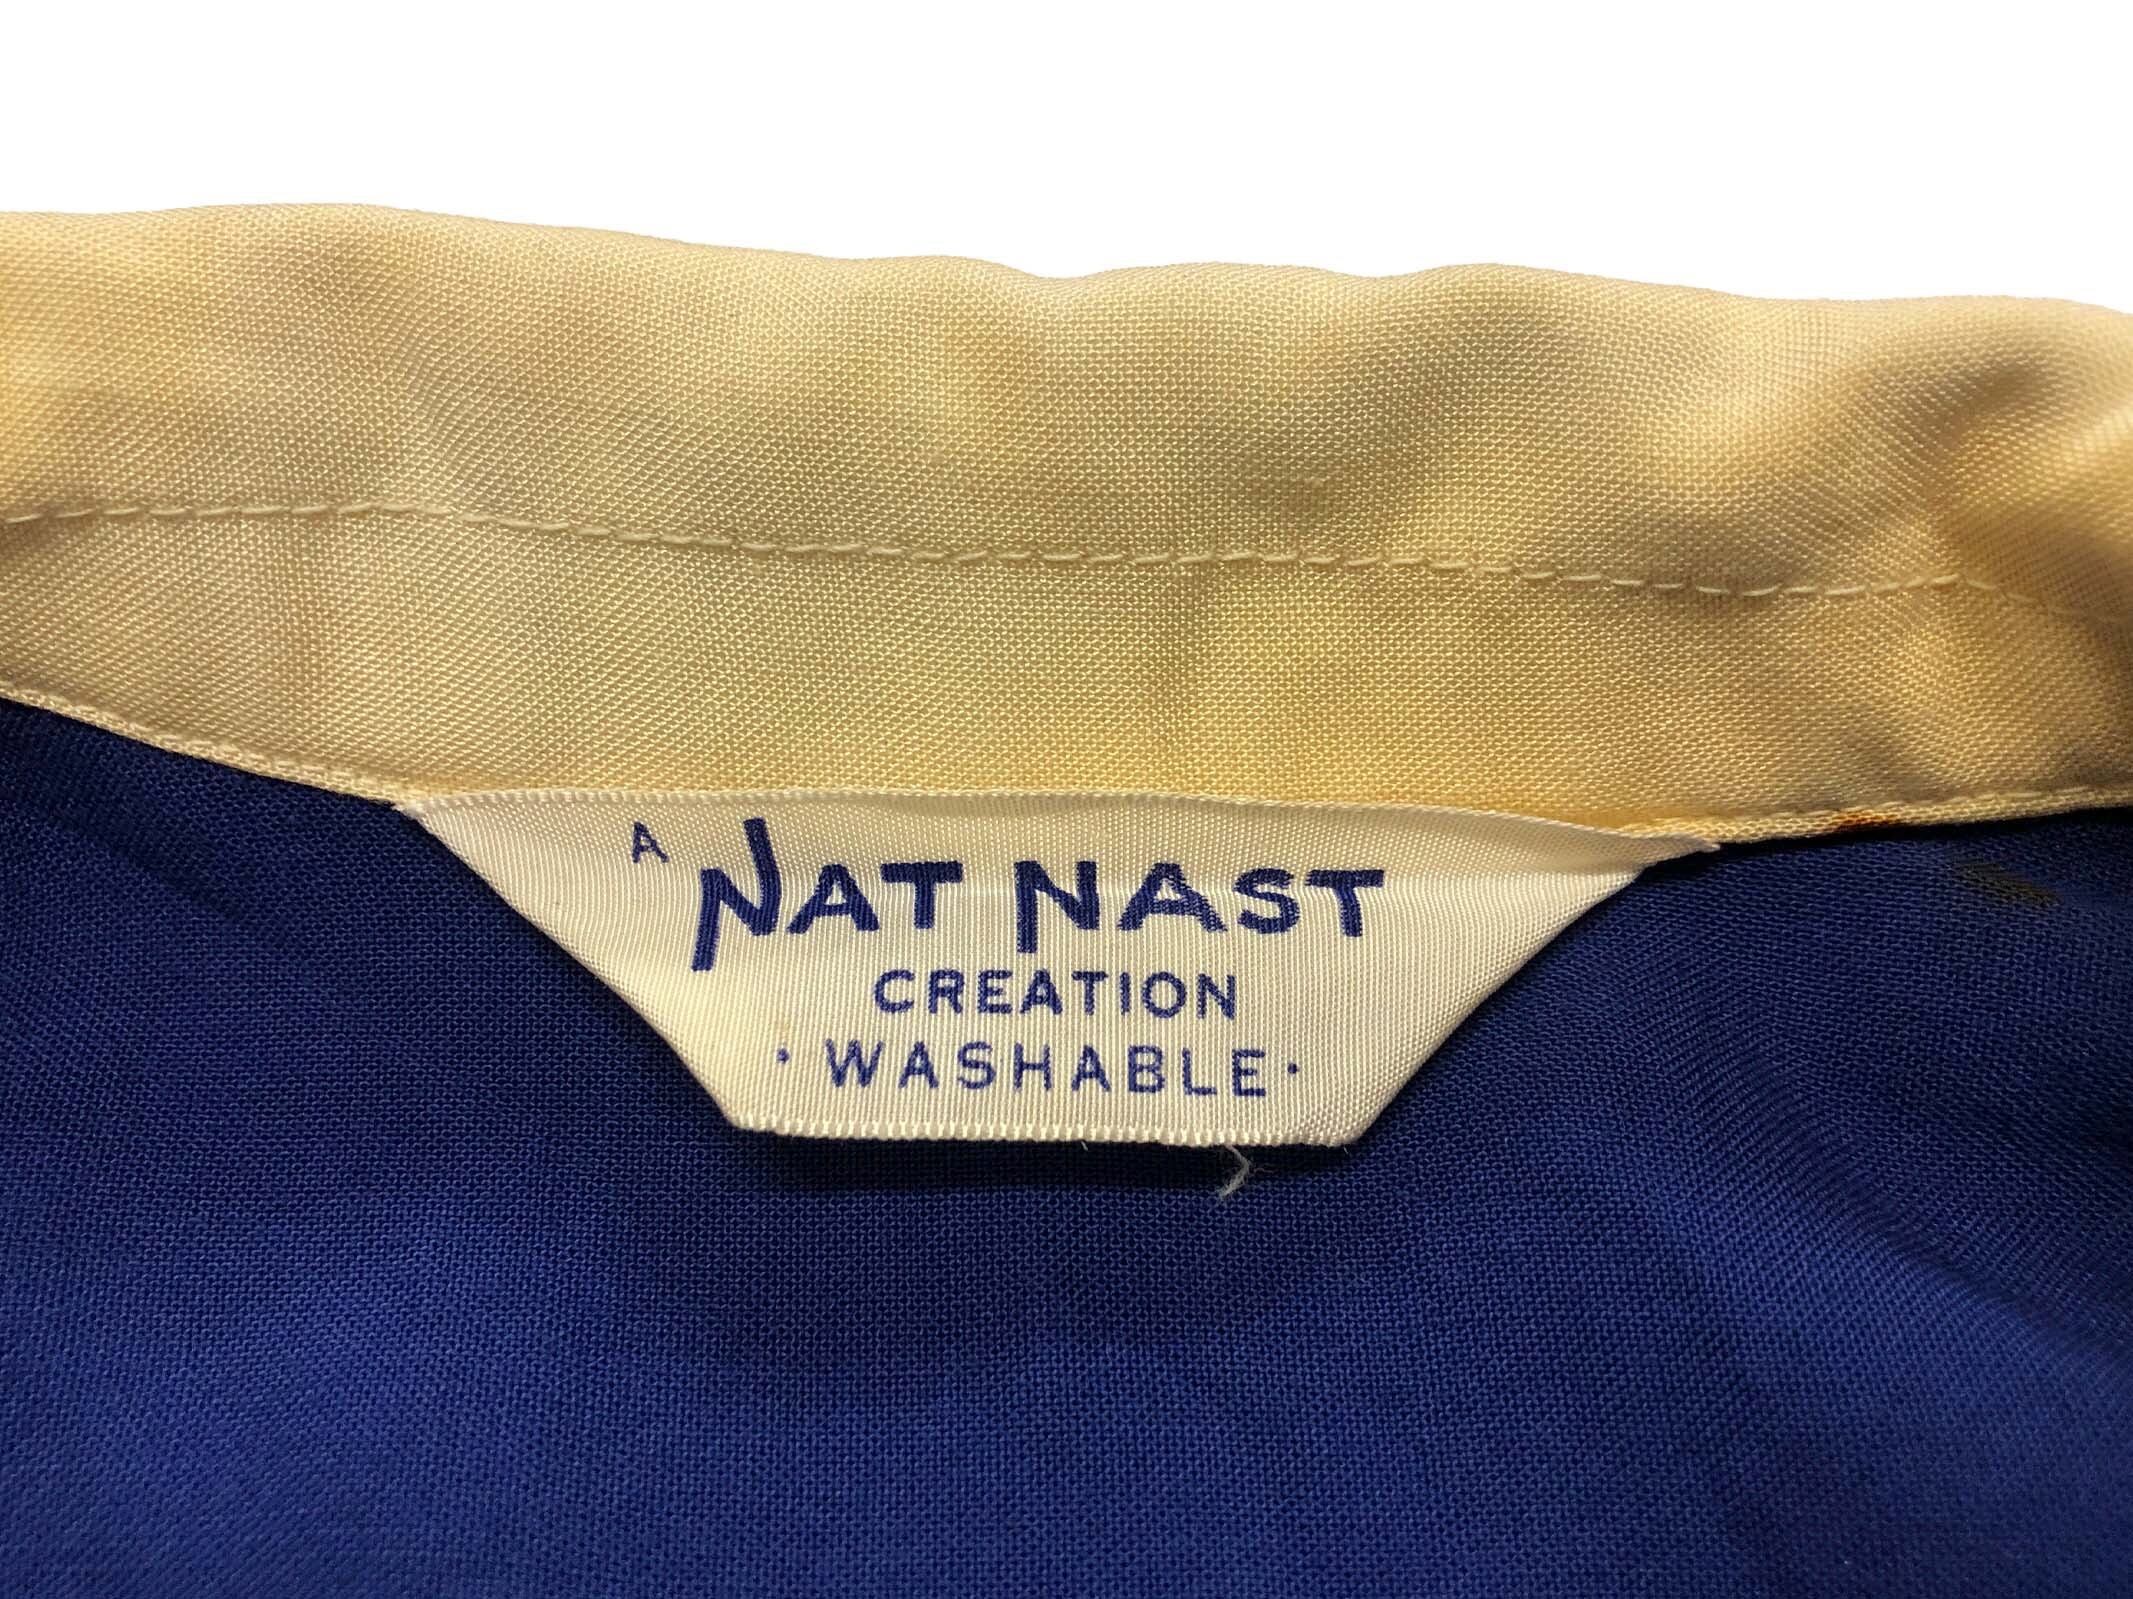 A NAT NAST
CREATION
· WASHABLE ·